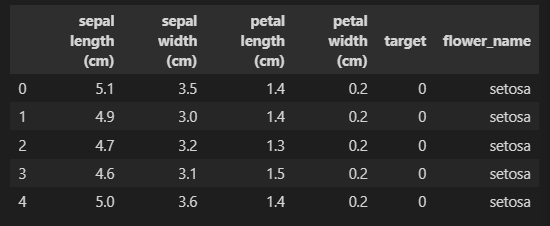 sepal length (cm) sepal width (cm) petal length (cm) petal width (cm) target flower_name
0 5.1 3.5 1.4 0.2 0 setosa
1 4.9 3.0 1.4 0.2 0 setosa
2 4.7 3.2 1.3 0.2 0 setosa
3 4.6 3.1 1.5 0.2 0 setosa
4 5.0 3.6 1.4 0.2 0 setosa